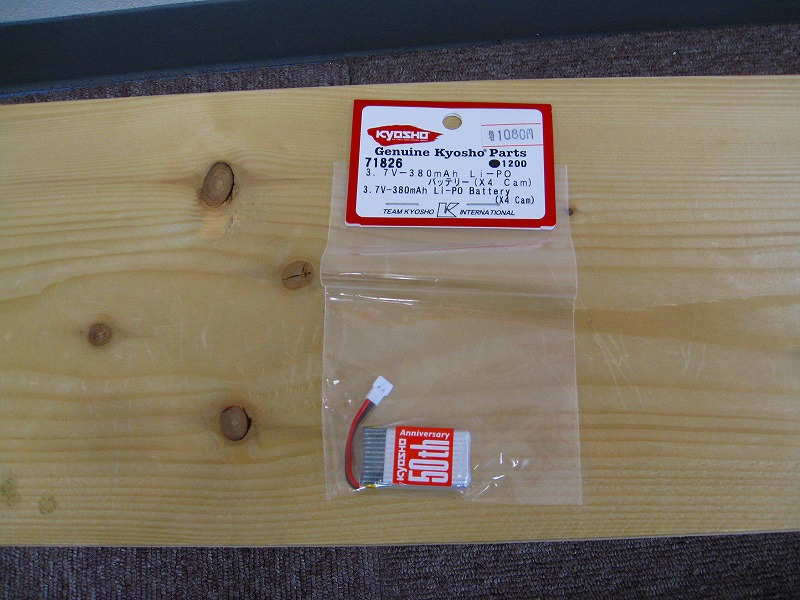 KYOSHO
1080円
Genuine Kyosho® Parts
71826 ●1200
3.7V-380mAh Li-PO
バッテリー(X4 Cam)
3.7V-380mAh Li-PO Battery
(X4 Cam)
TEAM KYOSHO K INTERNATIONAL
Anniversary
KYOSHO
50th